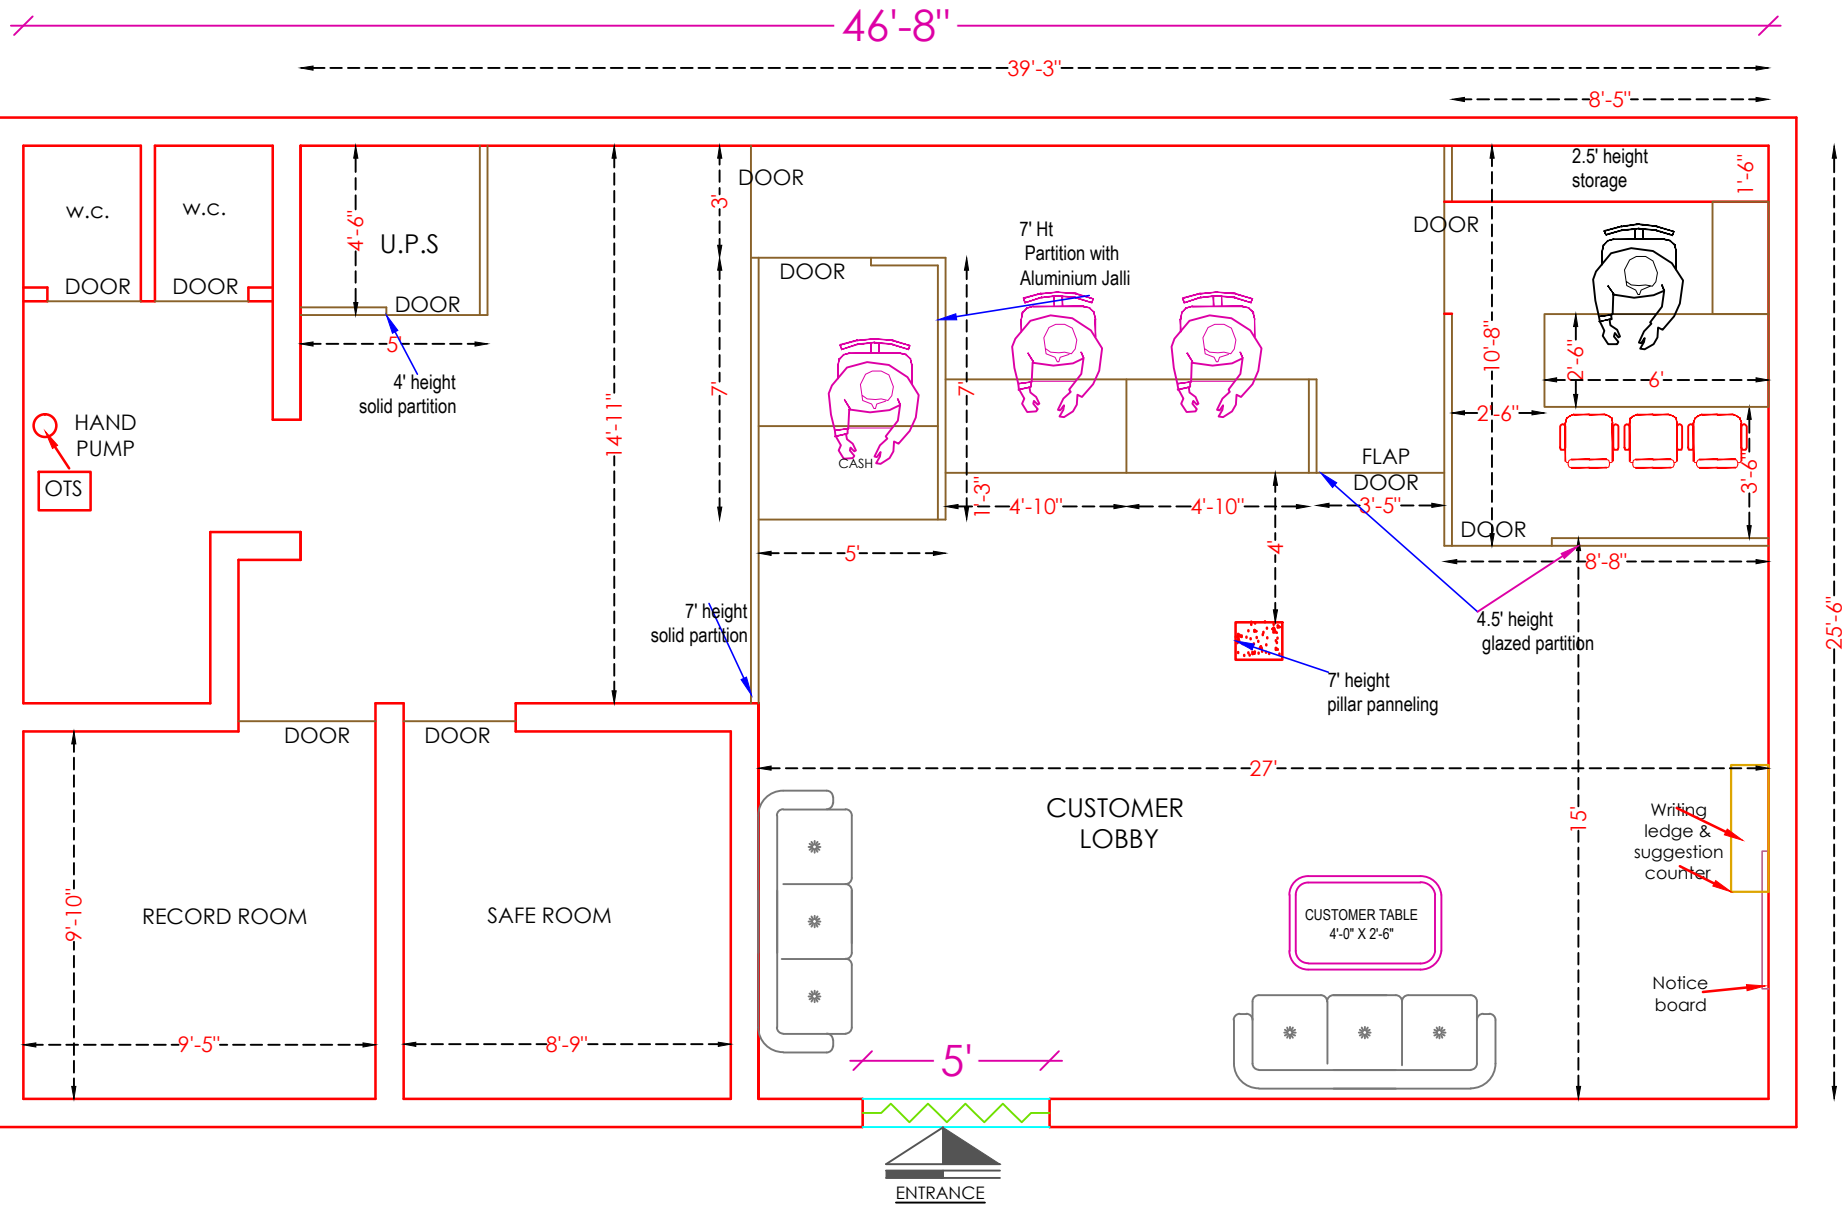 46'-8"
39'-3"
8'-5"
2.5' height
storage
1'-6"
DOOR
w.c.
w.c.
3'
4'-6"
U.P.S
DOOR
7' Ht
Partition with
Aluminium Jalli
DOOR
DOOR
DOOR
DOOR
5'
4' height
solid partition
10'-8"
2'-6"
6'
7'
7'
2'-6"
14'-11"
HAND
PUMP
OTS
CASH
FLAP
DOOR
3'-6"
1'-3"
4'-10"
4'-10"
3'-5"
DOOR
5'
4'
8'-8"
7' height
solid partition
4.5' height
glazed partition
25'-6"
7' height
pillar panneling
DOOR
DOOR
27'
CUSTOMER
LOBBY
15'
Writing
ledge &
suggestion
counter
9'-10"
RECORD ROOM
SAFE ROOM
CUSTOMER TABLE
4'-0" X 2'-6"
Notice
board
9'-5"
8'-9"
5'
ENTRANCE